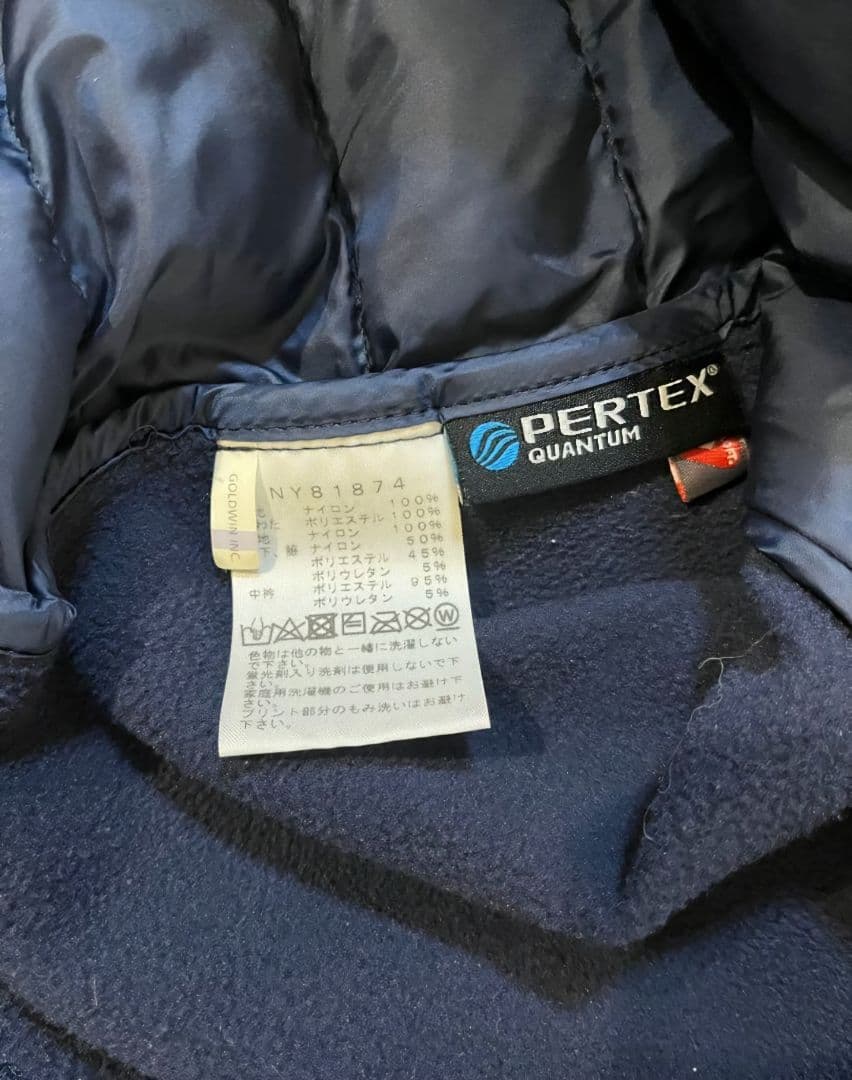 PERTEX®
QUANTUM
GOLDWIN INC.
NY81874
ナイロン 100%
わた ポリエステル 100%
地 ナイロン 100%
下、脇 ナイロン 50%
ポリエステル 45%
ポリウレタン 5%
中衿 ポリエステル 95%
ポリウレタン 5%
W
色物は他の物と一緒に洗濯しない
で下さい。
蛍光剤入り洗剤は使用しないで下
さい。
家庭用洗濯機のご使用はお避け下
さい。
プリント部分のもみ洗いはお避け
下さい。